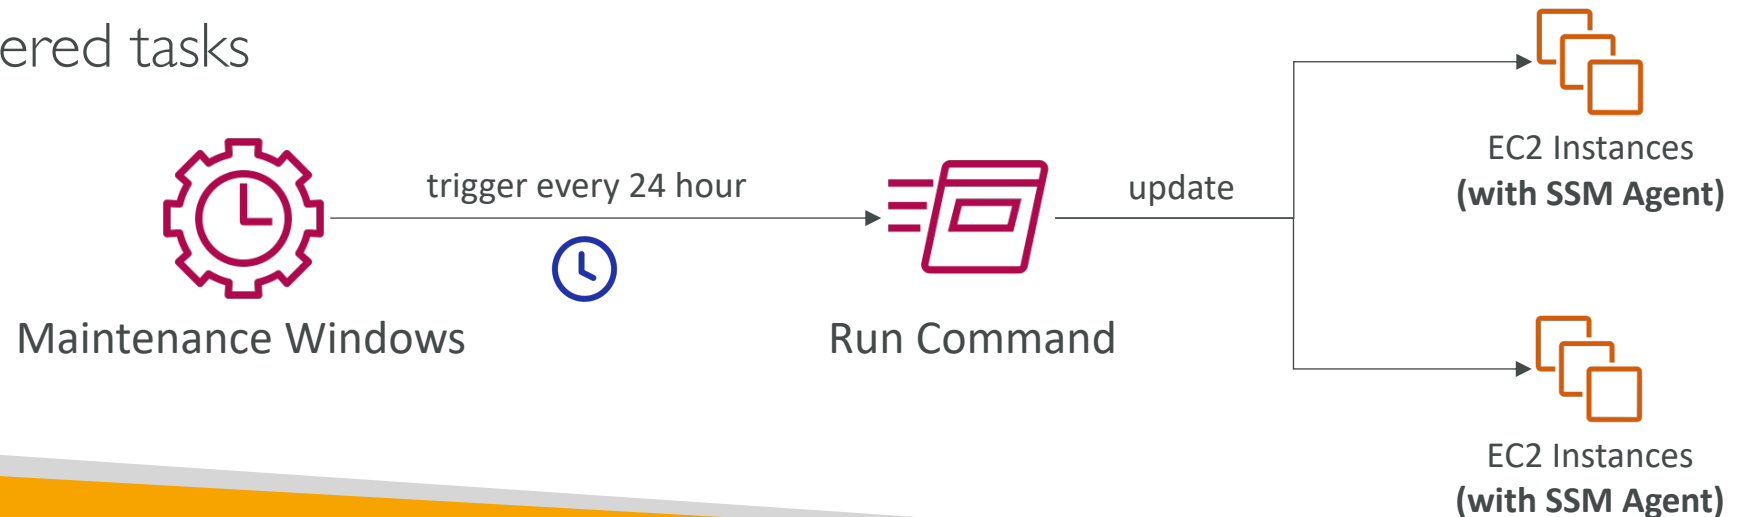 ered tasks
trigger every 24 hour
update
Maintenance Windows
Run Command
EC2 Instances
(with SSM Agent)
EC2 Instances
(with SSM Agent)